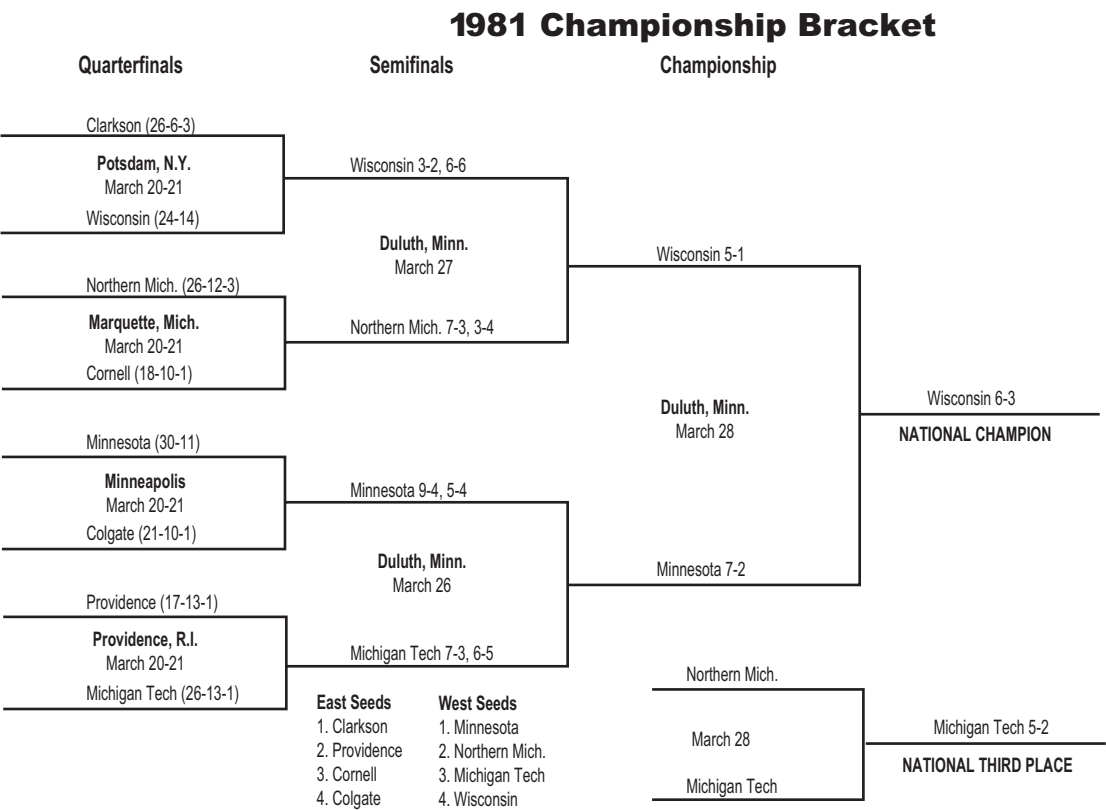 1981 Championship Bracket
Quarterfinals
Semifinals
Championship
Clarkson (26-6-3)
Potsdam, N.Y.
March 20-21
Wisconsin (24-14)
Northern Mich. (26-12-3)
Marquette, Mich.
March 20-21
Cornell (18-10-1)
Minnesota (30-11)
Minneapolis
March 20-21
Colgate (21-10-1)
Providence (17-13-1)
Providence, R.I.
March 20-21
Michigan Tech (26-13-1)
Wisconsin 3-2, 6-6
Duluth, Minn.
March 27
Northern Mich. 7-3, 3-4
Minnesota 9-4, 5-4
Duluth, Minn.
March 26
Michigan Tech 7-3, 6-5
Wisconsin 5-1
Duluth, Minn.
March 28
Minnesota 7-2
Wisconsin 6-3
NATIONAL CHAMPION
East Seeds
1. Clarkson
2. Providence
3. Cornell
4. Colgate
West Seeds
1. Minnesota
2. Northern Mich.
3. Michigan Tech
4. Wisconsin
Northern Mich.
March 28
Michigan Tech
Michigan Tech 5-2
NATIONAL THIRD PLACE